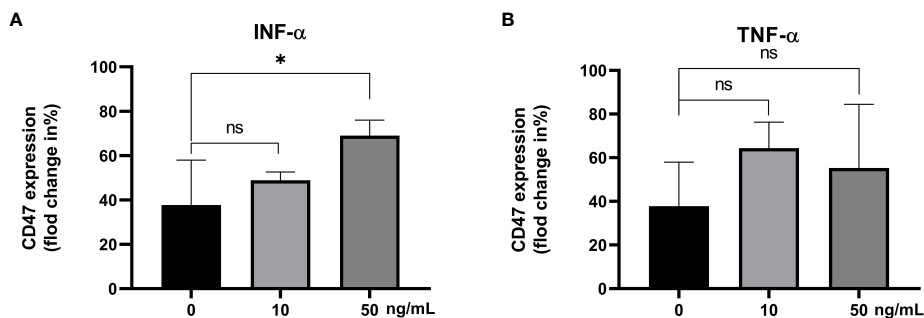 A
INF-α
CD47 expression
(flod change in%)
100
80
60
40
20
0
*
ns
0
10
50 ng/mL
B
TNF-α
CD47 expression
(flod change in%)
100
80
60
40
20
0
ns
ns
0
10
50 ng/mL